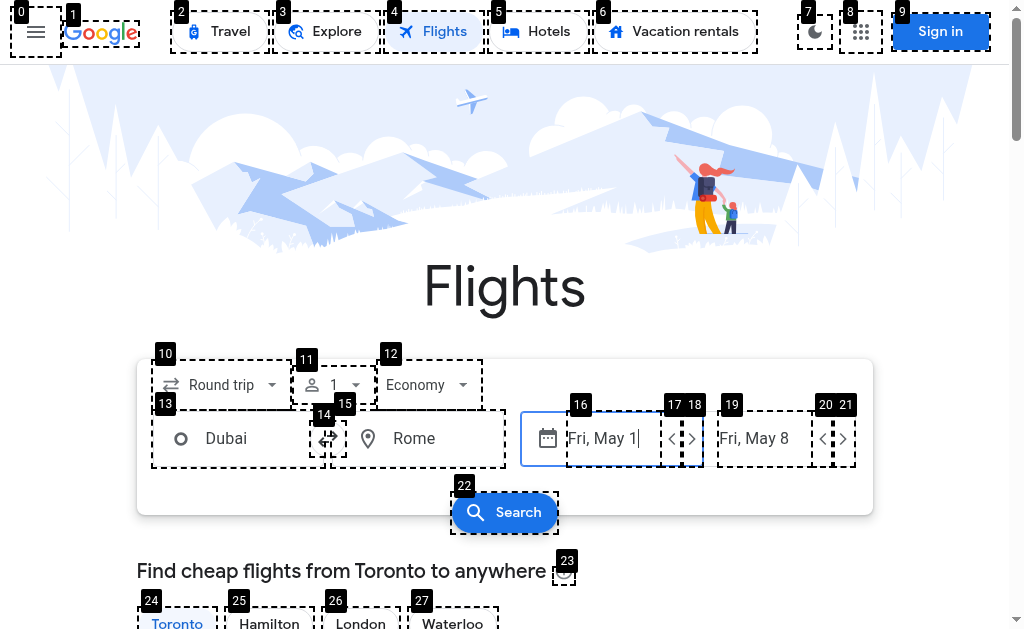 0 1 2 3 4 5 6 7 8 9
Google Travel Explore Flights Hotels Vacation rentals Sign in
Flights
10 11 12
Round trip 1 Economy
13 14 15 16 17 18 19 20 21
Dubai Rome Fri, May 1 Fri, May 8
22
Search
23
Find cheap flights from Toronto to anywhere
24 25 26 27
Toronto Hamilton London Waterloo